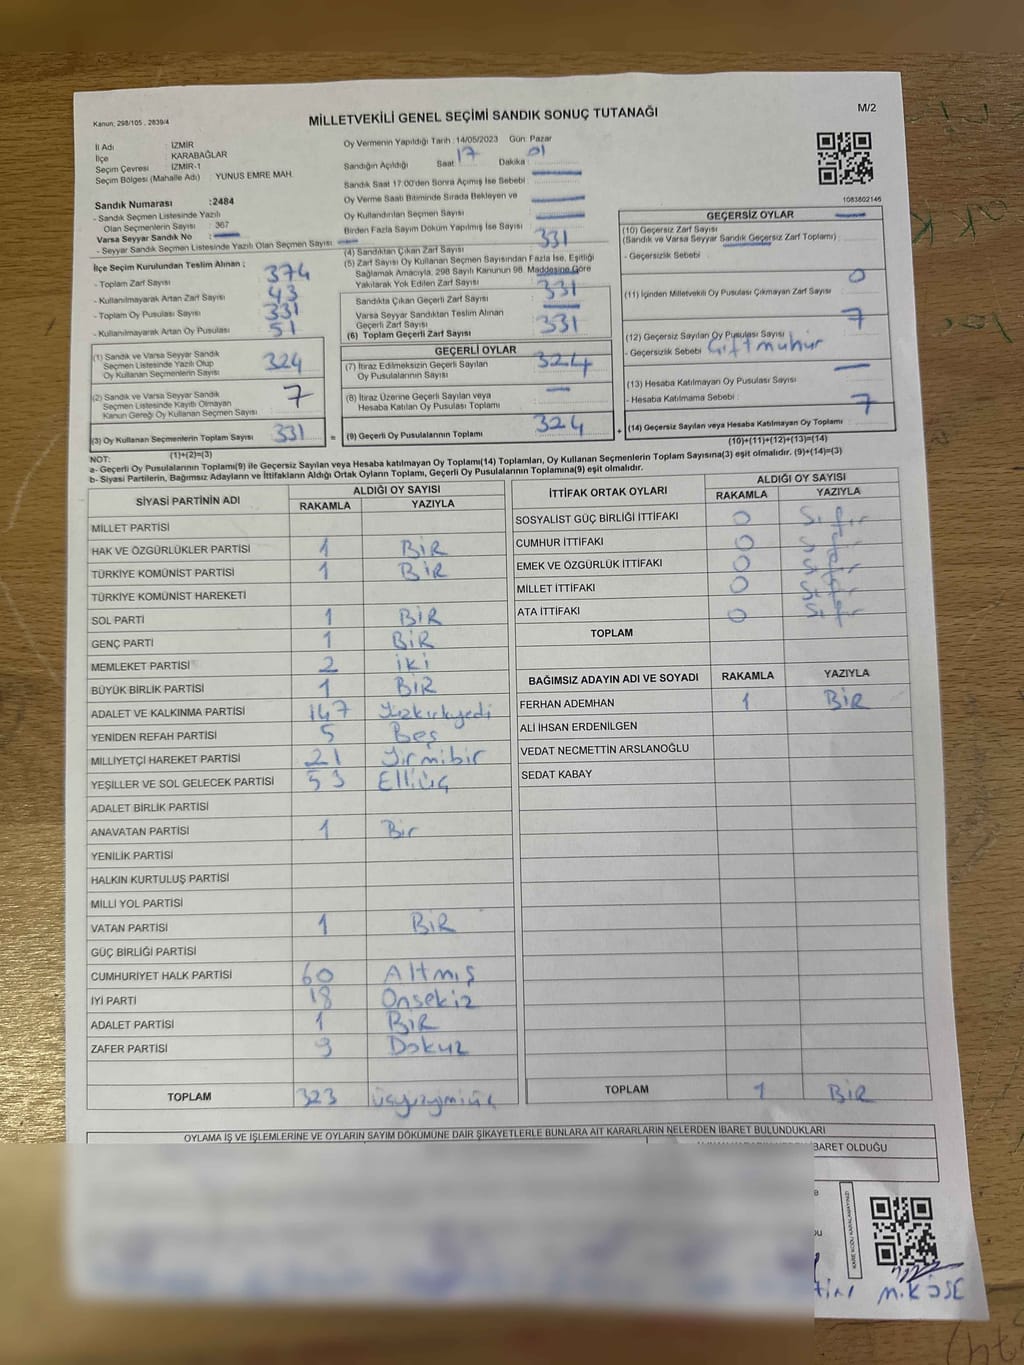 Kanun: 298/105 , 2839/4
MİLLETVEKİLİ GENEL SEÇİMİ SANDIK SONUÇ TUTANAĞI
M/2
İl Adı : İZMİR
İlçe : KARABAĞLAR
Seçim Çevresi : İZMİR-1
Seçim Bölgesi (Mahalle Adı) : YUNUS EMRE MAH.
Sandık Numarası : 2484
- Sandık Seçmen Listesinde Yazılı
Olan Seçmenlerin Sayısı : 367
Varsa Seyyar Sandık No :
- Seyyar Sandık Seçmen Listesinde Yazılı Olan Seçmen Sayısı :
Oy Vermenin Yapıldığı Tarih : 14/05/2023 Gün: Pazar
Sandığın Açıldığı Saat : 17 Dakika : 01
Sandık Saat 17:00'den Sonra Açımış İse Sebebi :
Oy Verme Saati Bitiminde Sırada Bekleyen ve
Oy Kullandırılan Seçmen Sayısı :
Birden Fazla Sayım Döküm Yapılmış İse Sayısı :
1083802146
İlçe Seçim Kurulundan Teslim Alınan ;
- Toplam Zarf Sayısı : 374
- Kullanılmayarak Artan Zarf Sayısı : 43
- Toplam Oy Pusulası Sayısı : 331
- Kullanılmayarak Artan Oy Pusulası : 51
(1) Sandık ve Varsa Seyyar Sandık
Seçmen Listesinde Yazılı Olup
Oy Kullanan Seçmenlerin Sayısı 324
(2) Sandık ve Varsa Seyyar Sandık
Seçmen Listesinde Kayıtlı Olmayan
Kanun Gereği Oy Kullanan Seçmen Sayısı 7
(3) Oy Kullanan Seçmenlerin Toplam Sayısı 331
(1)+(2)=(3)
(4) Sandıktan Çıkan Zarf Sayısı 331
(5) Zarf Sayısı Oy Kullanan Seçmen Sayısından Fazla İse, Eşitliği
Sağlamak Amacıyla, 298 Sayılı Kanunun 98. Maddesine Göre
Yakılarak Yok Edilen Zarf Sayısı :
Sandıkta Çıkan Geçerli Zarf Sayısı 331
Varsa Seyyar Sandıktan Teslim Alınan
Geçerli Zarf Sayısı
(6) Toplam Geçerli Zarf Sayısı 331
GEÇERLİ OYLAR
(7) İtiraz Edilmeksizin Geçerli Sayılan
Oy Pusulalarının Sayısı 324
(8) İtiraz Üzerine Geçerli Sayılan veya
Hesaba Katılan Oy Pusulası Toplamı
= (9) Geçerli Oy Pusulalarının Toplamı 324
GEÇERSİZ OYLAR
(10) Geçersiz Zarf Sayısı
(Sandık ve Varsa Seyyar Sandık Geçersiz Zarf Toplamı) :
- Geçersizlik Sebebi
(11) İçinden Milletvekili Oy Pusulası Çıkmayan Zarf Sayısı 0
(12) Geçersiz Sayılan Oy Pusulası Sayısı 7
- Geçersizlik Sebebi Çift mühür
(13) Hesaba Katılmayan Oy Pusulası Sayısı
- Hesaba Katılmama Sebebi :
+ (14) Geçersiz Sayılan veya Hesaba Katılmayan Oy Toplamı 7
(10)+(11)+(12)+(13)=(14)
NOT:
a- Geçerli Oy Pusulalarının Toplamı(9) ile Geçersiz Sayılan veya Hesaba katılmayan Oy Toplamı(14) Toplamları, Oy Kullanan Seçmenlerin Toplam Sayısına(3) eşit olmalıdır. (9)+(14)=(3)
b- Siyasi Partilerin, Bağımsız Adayların ve İttifakların Aldığı Ortak Oyların Toplamı, Geçerli Oy Pusulalarının Toplamına(9) eşit olmalıdır.
SİYASİ PARTİNİN ADI ALDIĞI OY SAYISI
RAKAMLA YAZIYLA
MİLLET PARTİSİ
HAK VE ÖZGÜRLÜKLER PARTİSİ 1 BİR
TÜRKİYE KOMÜNİST PARTİSİ 1 BİR
TÜRKİYE KOMÜNİST HAREKETİ
SOL PARTİ 1 BİR
GENÇ PARTİ 1 BİR
MEMLEKET PARTİSİ 2 iki
BÜYÜK BİRLİK PARTİSİ 1 BİR
ADALET VE KALKINMA PARTİSİ 147 Yüzkırkyedi
YENİDEN REFAH PARTİSİ 5 Beş
MİLLİYETÇİ HAREKET PARTİSİ 21 Yirmibir
YEŞİLLER VE SOL GELECEK PARTİSİ 53 Elliüç
ADALET BİRLİK PARTİSİ
ANAVATAN PARTİSİ 1 Bir
YENİLİK PARTİSİ
HALKIN KURTULUŞ PARTİSİ
MİLLİ YOL PARTİSİ
VATAN PARTİSİ 1 BİR
GÜÇ BİRLİĞİ PARTİSİ
CUMHURİYET HALK PARTİSİ 60 Altmış
İYİ PARTİ 18 Onsekiz
ADALET PARTİSİ 1 BİR
ZAFER PARTİSİ 9 Dokuz
TOPLAM 323 üçyüzyirmiüç
İTTİFAK ORTAK OYLARI ALDIĞI OY SAYISI
RAKAMLA YAZIYLA
SOSYALİST GÜÇ BİRLİĞİ İTTİFAKI 0 Sıfır
CUMHUR İTTİFAKI 0 Sıfır
EMEK VE ÖZGÜRLÜK İTTİFAKI 0 Sıfır
MİLLET İTTİFAKI 0 Sıfır
ATA İTTİFAKI 0 Sıfır
TOPLAM
BAĞIMSIZ ADAYIN ADI VE SOYADI RAKAMLA YAZIYLA
FERHAN ADEMHAN 1 BİR
ALİ İHSAN ERDENİLGEN
VEDAT NECMETTİN ARSLANOĞLU
SEDAT KABAY
TOPLAM 1 BİR
OYLAMA İŞ VE İŞLEMLERİNE VE OYLARIN SAYIM DÖKÜMÜNE DAİR ŞİKAYETLERLE BUNLARA AİT KARARLARIN NELERDEN İBARET BULUNDUKLARI
BARET OLDUĞU
KARE KODU KARALAMAYINIZ!
M.KÖSE